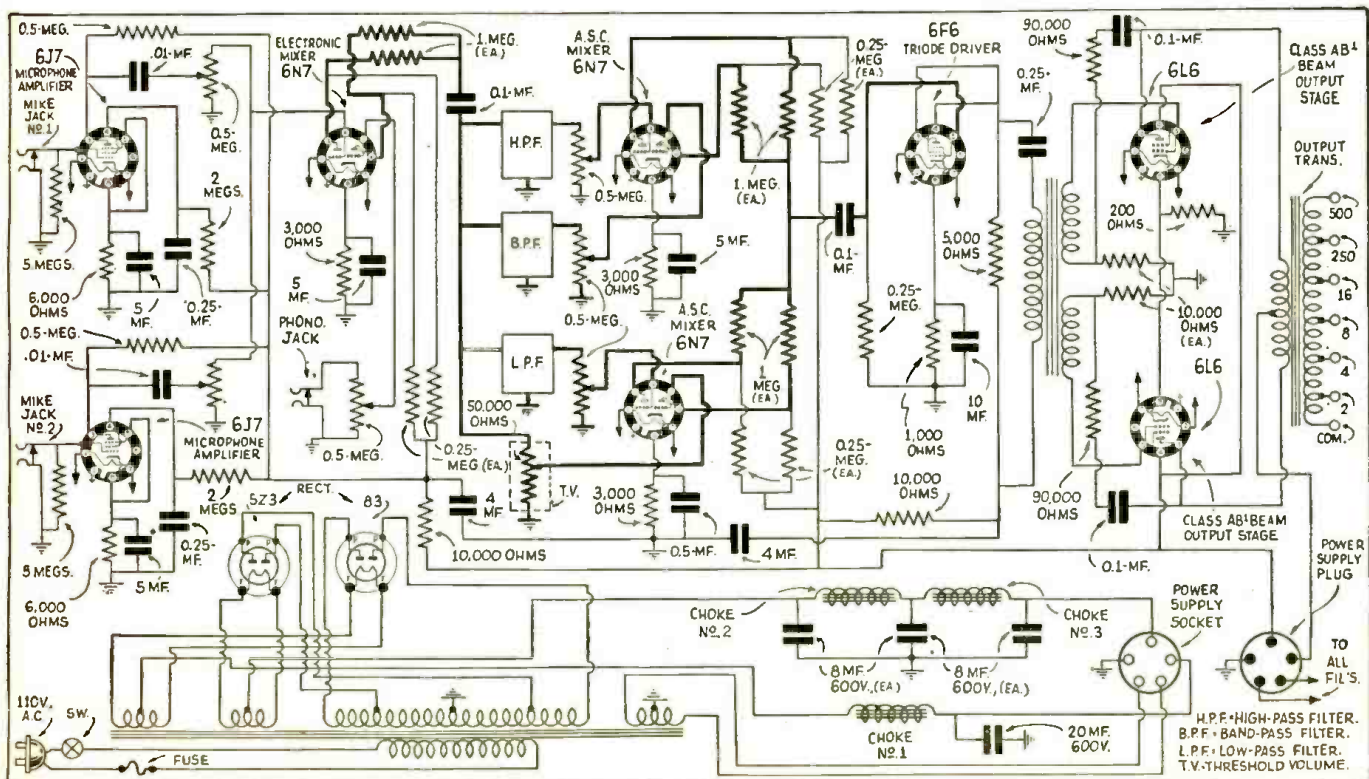 0.5-MEG.
6J7
MICROPHONE
AMPLIFIER
MIKE
JACK
NO.1
.01-MF.
0.5-
MEG.
2
MEGS.
5 MEGS.
6,000
OHMS
5
MF.
0.25-
MF.
0.5-MEG.
.01-MF.
MIKE
JACK
NO.2
6J7
MICROPHONE
AMPLIFIER
2
MEGS
5 MEGS.
6,000
OHMS
5 MF.
0.25-
MF.
ELECTRONIC
MIXER
6N7
1. MEG.
(EA.)
0.1-MF.
3,000
OHMS
5
MF.
PHONO.
JACK
0.5-MEG.
0.25-
MEG (EA.)
RECT.
5Z3
83
4
MF
10,000 OHMS
H.P.F.
B.P.F.
L.P.F.
A.S.C.
MIXER
6N7
0.5-MEG.
1. MEG.
(EA.)
0.25-
MEG
(EA.)
3,000
OHMS
5 MF.
0.5-MEG.
A.S.C.
MIXER
6N7
1
MEG
(EA.)
50,000
OHMS
T.V.
3,000
OHMS
0.5-MF.
0.25-
MEG.
(EA.)
4 MF.
6F6
TRIODE DRIVER
0.1-
MF.
0.25-
MEG.
5,000
OHMS
1,000
OHMS
10
MF.
10,000
OHMS
0.25-
MF.
90,000
OHMS
0.1-MF.
6L6
CLASS AB1
BEAM
OUTPUT
STAGE
200
OHMS
10,000
OHMS
(EA.)
6L6
90,000
OHMS
0.1-MF.
CLASS AB1 BEAM
OUTPUT STAGE
OUTPUT
TRANS.
500
250
16
8
4
2
COM.
POWER
SUPPLY
PLUG
POWER
SUPPLY
SOCKET
TO
ALL
FIL'S.
CHOKE
NO.2
CHOKE
NO.3
8 MF.
600V.,(EA)
8 MF.
600V., (EA.)
CHOKE
NO.1
20 MF.
600V.
110V.
A.C.
SW.
FUSE
H.P.F.=HIGH-PASS FILTER.
B.P.F.=BAND-PASS FILTER.
L.P.F.=LOW-PASS FILTER.
T.V.=THRESHOLD VOLUME.